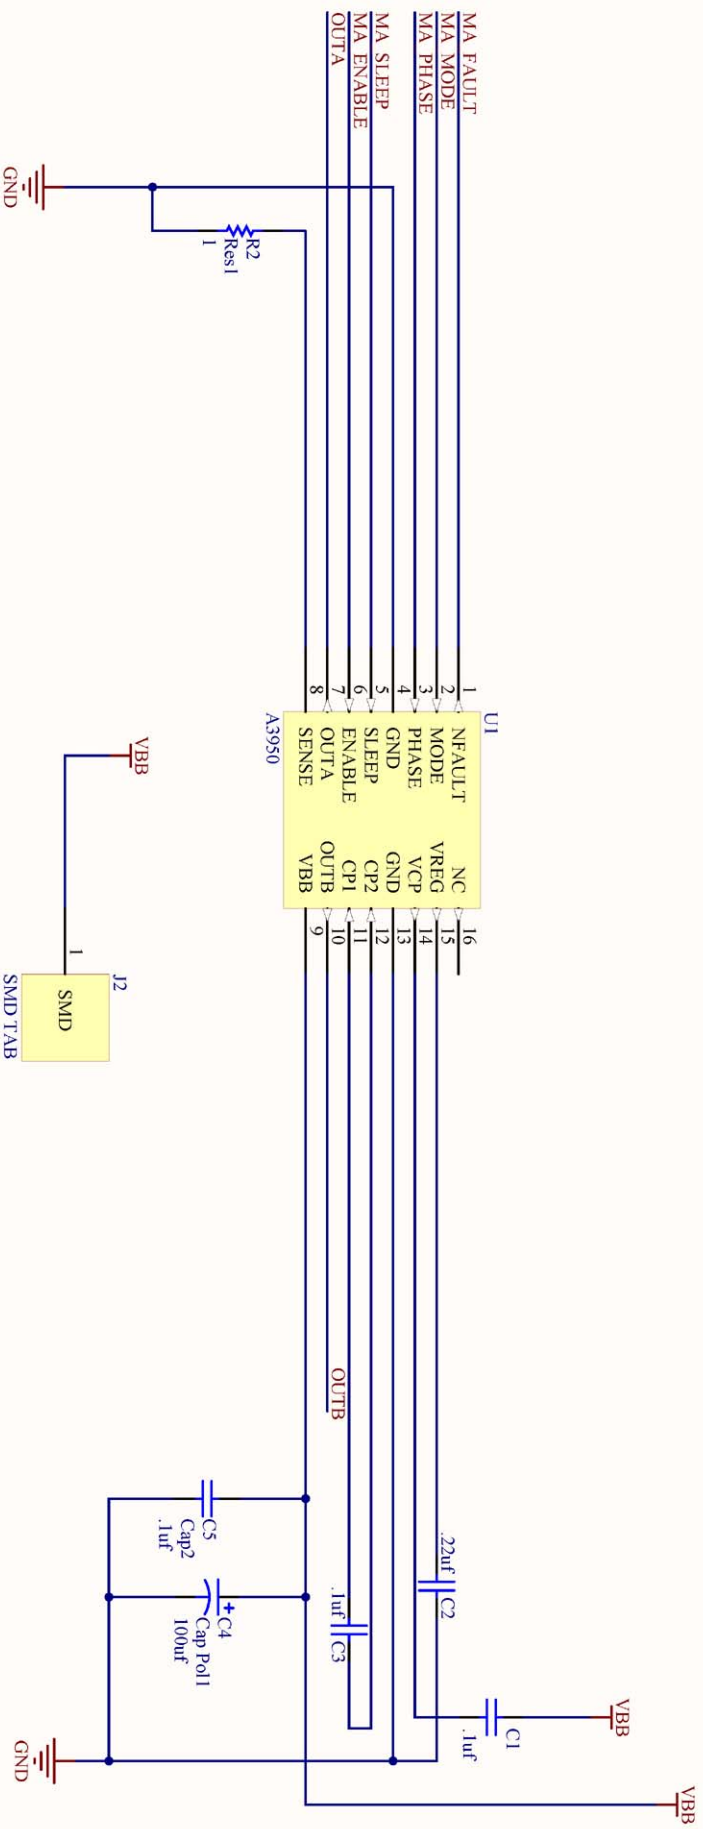 MA FAULT
MA MODE
MA PHASE
MA SLEEP
MA ENABLE
OUTA
GND
R2
Res1
1
U1
A3950
1
2
3
4
5
6
7
8
NFAULT
MODE
PHASE
GND
SLEEP
ENABLE
OUTA
SENSE
NC
VREG
VCP
GND
CP2
CP1
OUTB
VBB
16
15
14
13
12
11
10
9
VBB
1
J2
SMD
SMD TAB
OUTB
C5
Cap2
.1uf
+
C4
Cap Pol1
100uf
.22uf
C2
.1uf
C3
VBB
C1
.1uf
GND
VBB